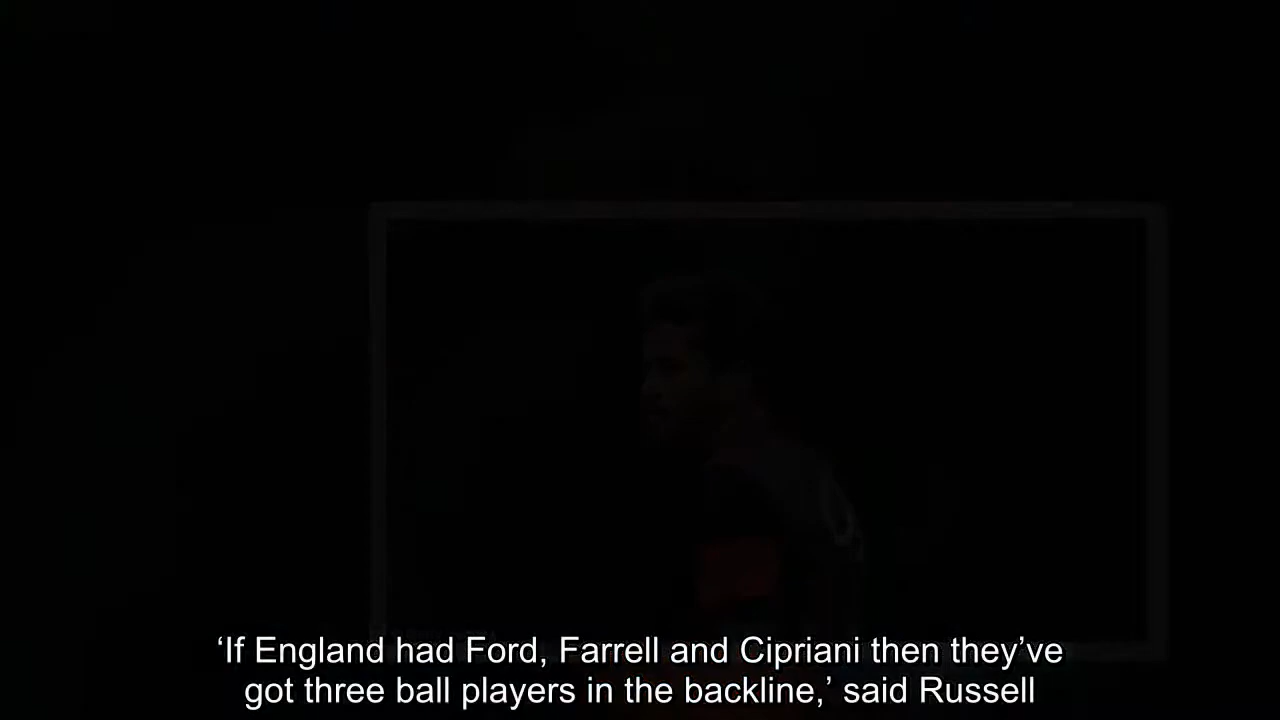 ‘If England had Ford, Farrell and Cipriani then they’ve
got three ball players in the backline,’ said Russell